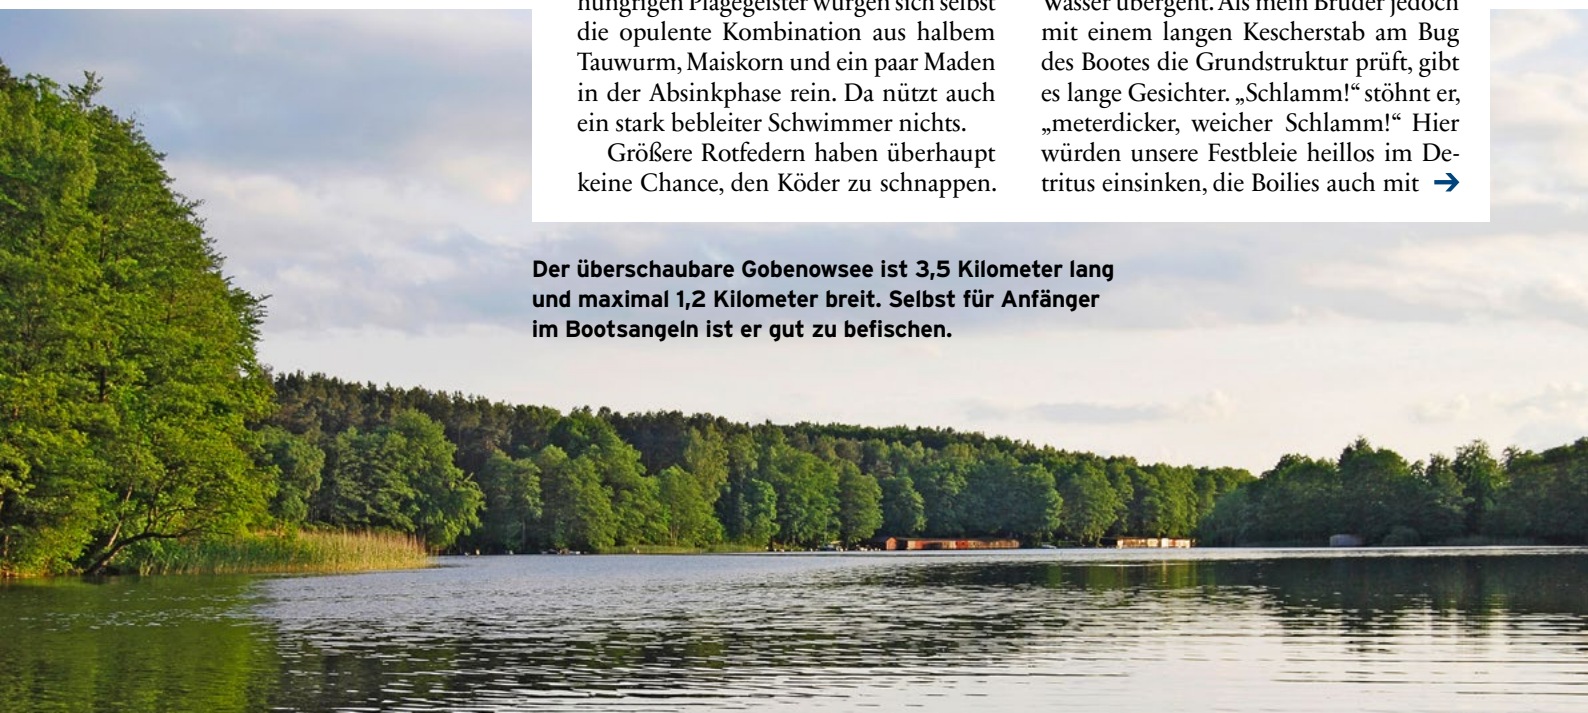 hungrigen Plagegeister würgen sich selbst
die opulente Kombination aus halbem
Tauwurm, Maiskorn und ein paar Maden
in der Absinkphase rein. Da nützt auch
ein stark bebleiter Schwimmer nichts.
Größere Rotfedern haben überhaupt
keine Chance, den Köder zu schnappen.
wasser übergeht. Als mein Bruder jedoch
mit einem langen Kescherstab am Bug
des Bootes die Grundstruktur prüft, gibt
es lange Gesichter. „Schlamm!“ stöhnt er,
„meterdicker, weicher Schlamm!“ Hier
würden unsere Festbleie heillos im De-
tritus einsinken, die Boilies auch mit ➔
Der überschaubare Gobenowsee ist 3,5 Kilometer lang
und maximal 1,2 Kilometer breit. Selbst für Anfänger
im Bootsangeln ist er gut zu befischen.